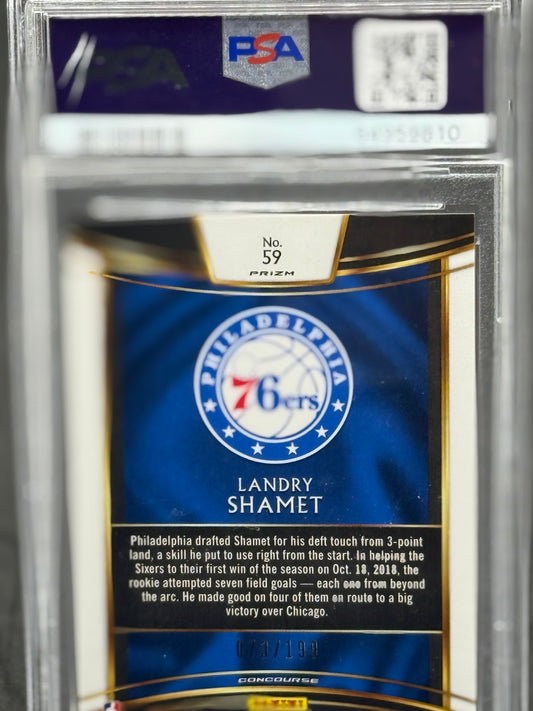 PSA
No.
59
PRIZM
PHILADELPHIA
76ers
LANDRY
SHAMET
Philadelphia drafted Shamet for his deft touch from 3-point
land, a skill he put to use right from the start. In helping the
Sixers to their first win of the season on Oct. 18, 2018, the
rookie attempted seven field goals — each one from beyond
the arc. He made good on four of them en route to a big
victory over Chicago.
CONCOURSE